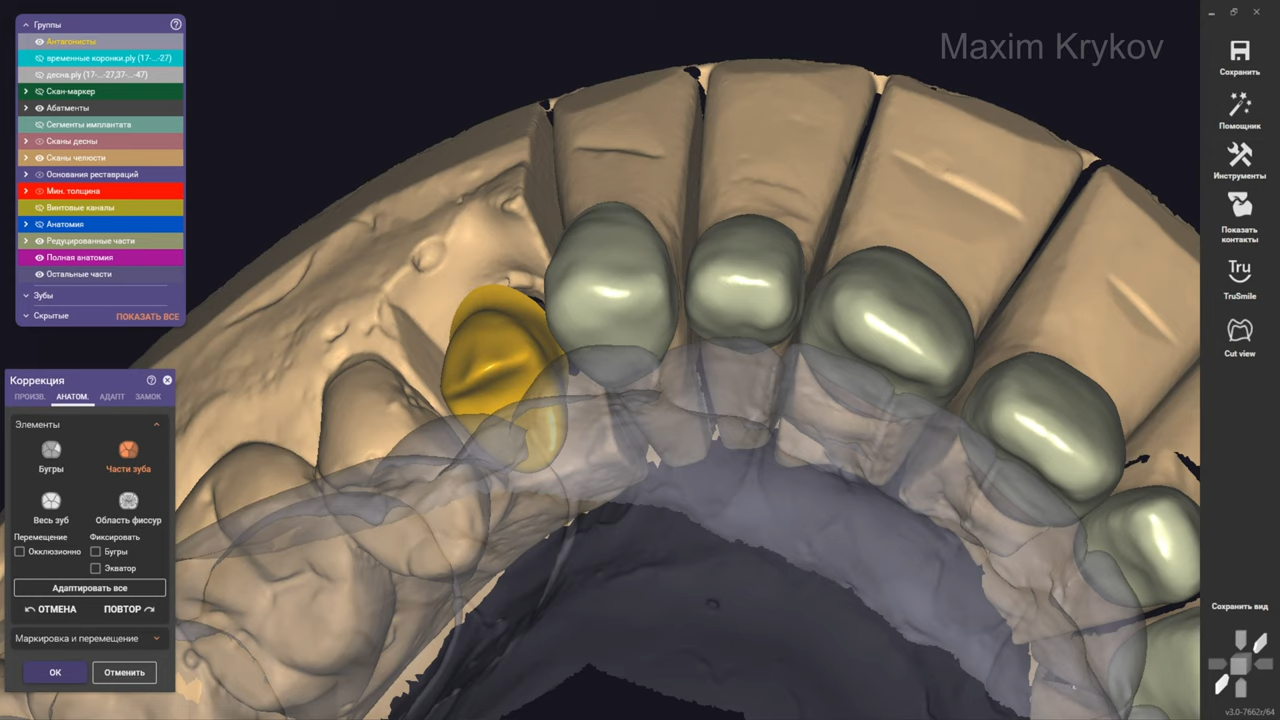 Группы
Антагонисты
временные коронки.ply (17-...-27)
десна.ply (17-...-27,37-...-47)
Скан-маркер
Абатменты
Сегменты имплантата
Сканы десны
Сканы челюсти
Основания реставраций
Мин. толщина
Винтовые каналы
Анатомия
Редуцированные части
Полная анатомия
Остальные части
Зубы
Скрытые ПОКАЗАТЬ ВСЕ
Коррекция
ПРОИЗВ. АНАТОМ. АДАПТ ЗАМОК
Элементы
Бугры Части зуба
Весь зуб Область фиссур
Перемещение Фиксировать
Окклюзионно Бугры
Экватор
Адаптировать все
ОТМЕНА ПОВТОР
Маркировка и перемещение
ОК Отменить
Maxim Krykov
Сохранить
Помощник
Инструменты
Показать
контакты
Tru
TruSmile
Cut view
Сохранить вид
v3.0-7662r/64